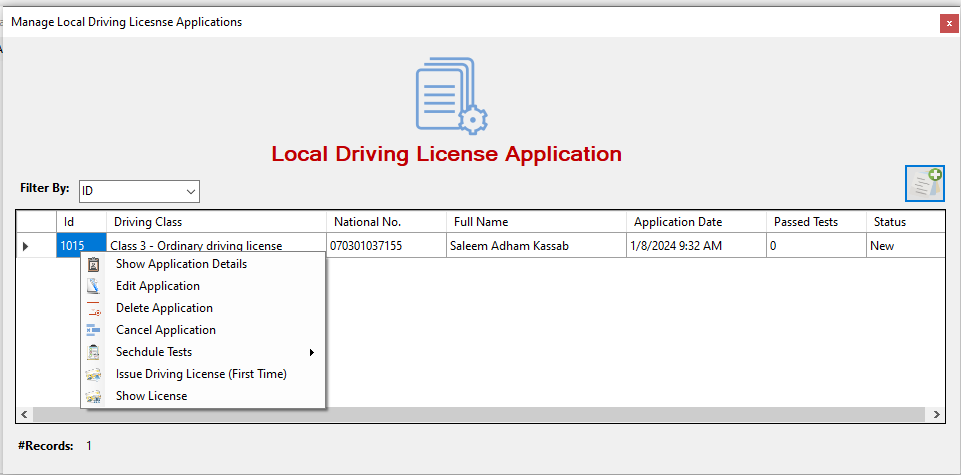 Manage Local Driving Licesnse Applications
x
Local Driving License Application
Filter By: ID
Id Driving Class National No. Full Name Application Date Passed Tests Status
1015 Class 3 - Ordinary driving license 070301037155 Saleem Adham Kassab 1/8/2024 9:32 AM 0 New
Show Application Details
Edit Application
Delete Application
Cancel Application
Sechdule Tests
Issue Driving License (First Time)
Show License
#Records: 1